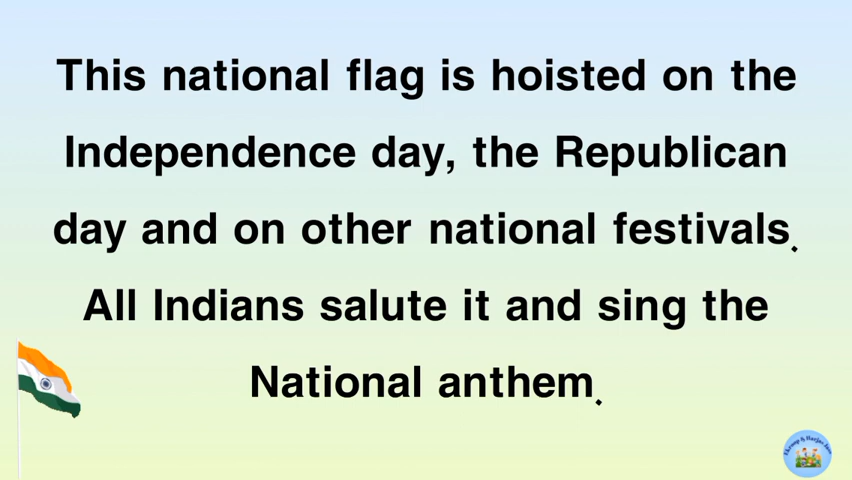 This national flag is hoisted on the
Independence day, the Republican
day and on other national festivals.
All Indians salute it and sing the
National anthem.